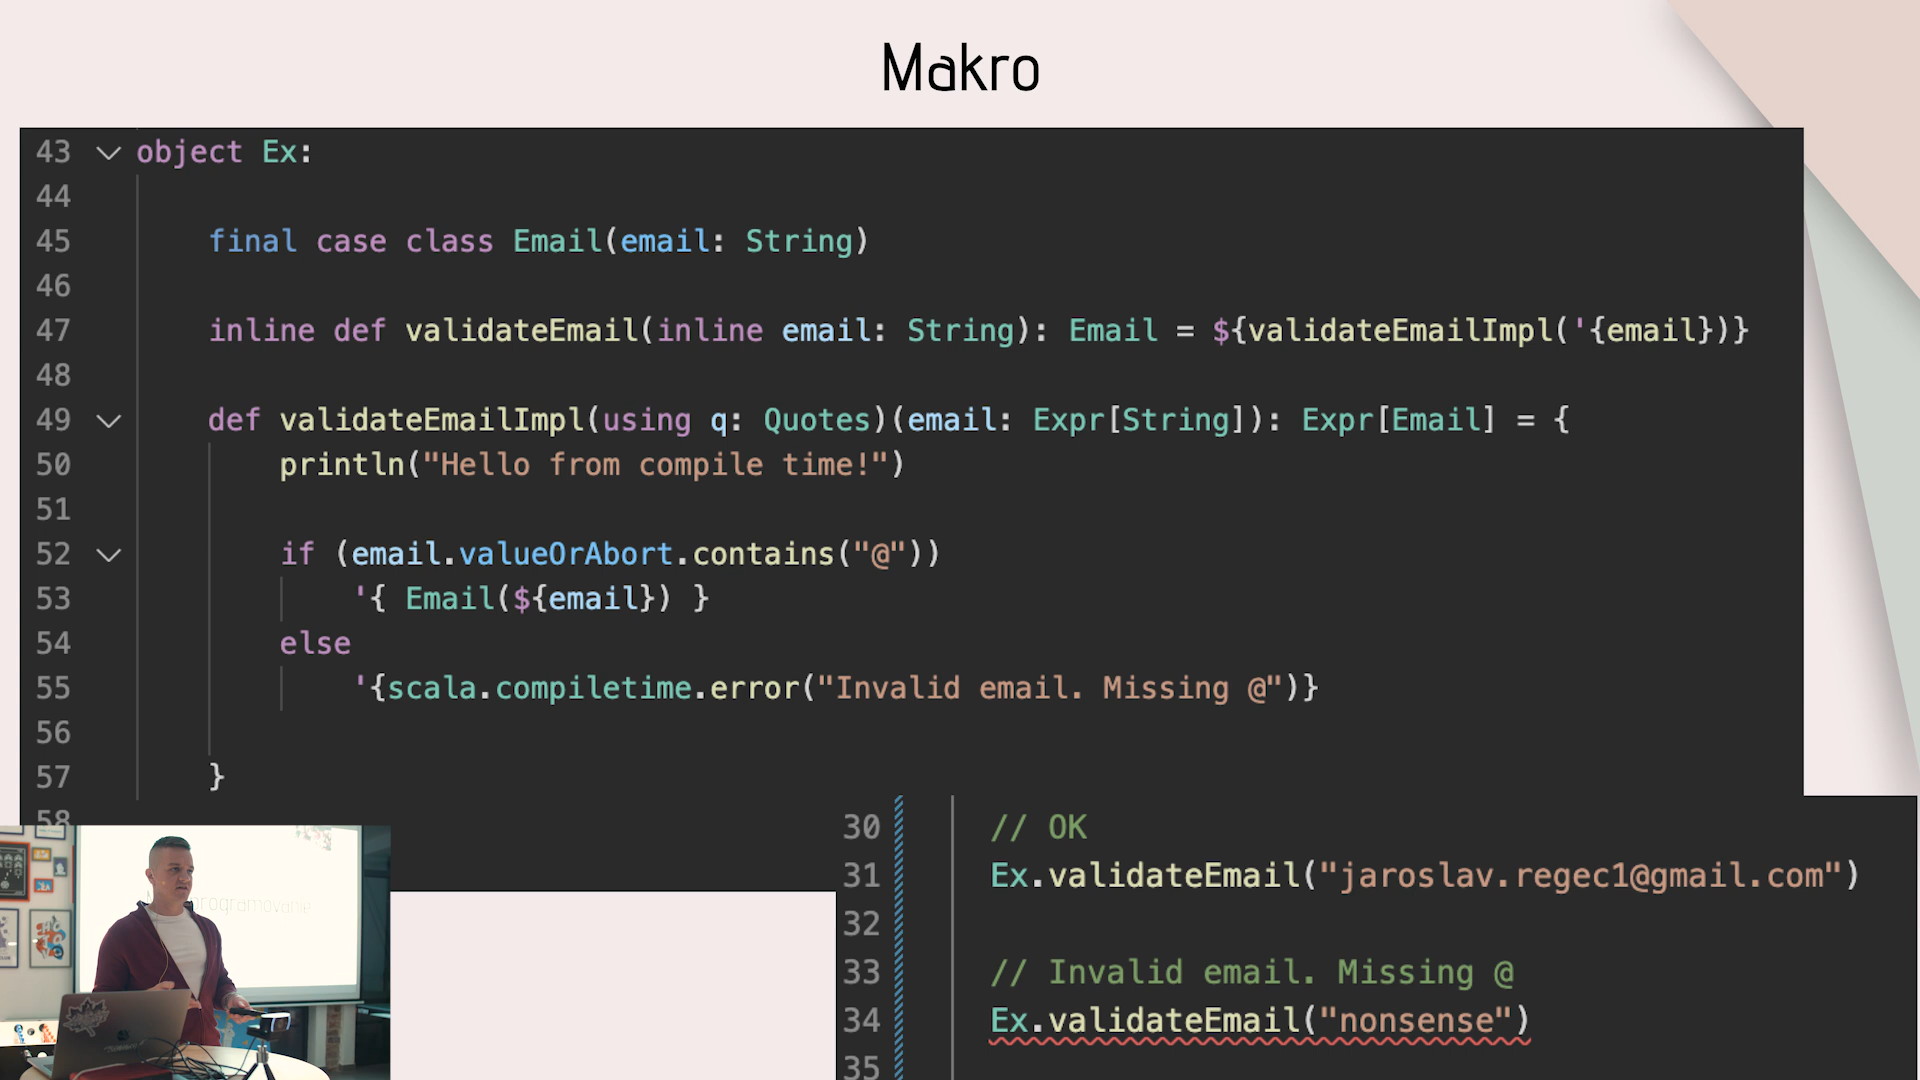 Makro
43 object Ex:
44
45 final case class Email(email: String)
46
47 inline def validateEmail(inline email: String): Email = ${validateEmailImpl('{email})}
48
49 def validateEmailImpl(using q: Quotes)(email: Expr[String]): Expr[Email] = {
50 println("Hello from compile time!")
51
52 if (email.valueOrAbort.contains("@"))
53 '{ Email(${email}) }
54 else
55 '{scala.compiletime.error("Invalid email. Missing @")}
56
57 }
58
30 // OK
31 Ex.validateEmail("jaroslav.regec1@gmail.com")
32
33 // Invalid email. Missing @
34 Ex.validateEmail("nonsense")
35